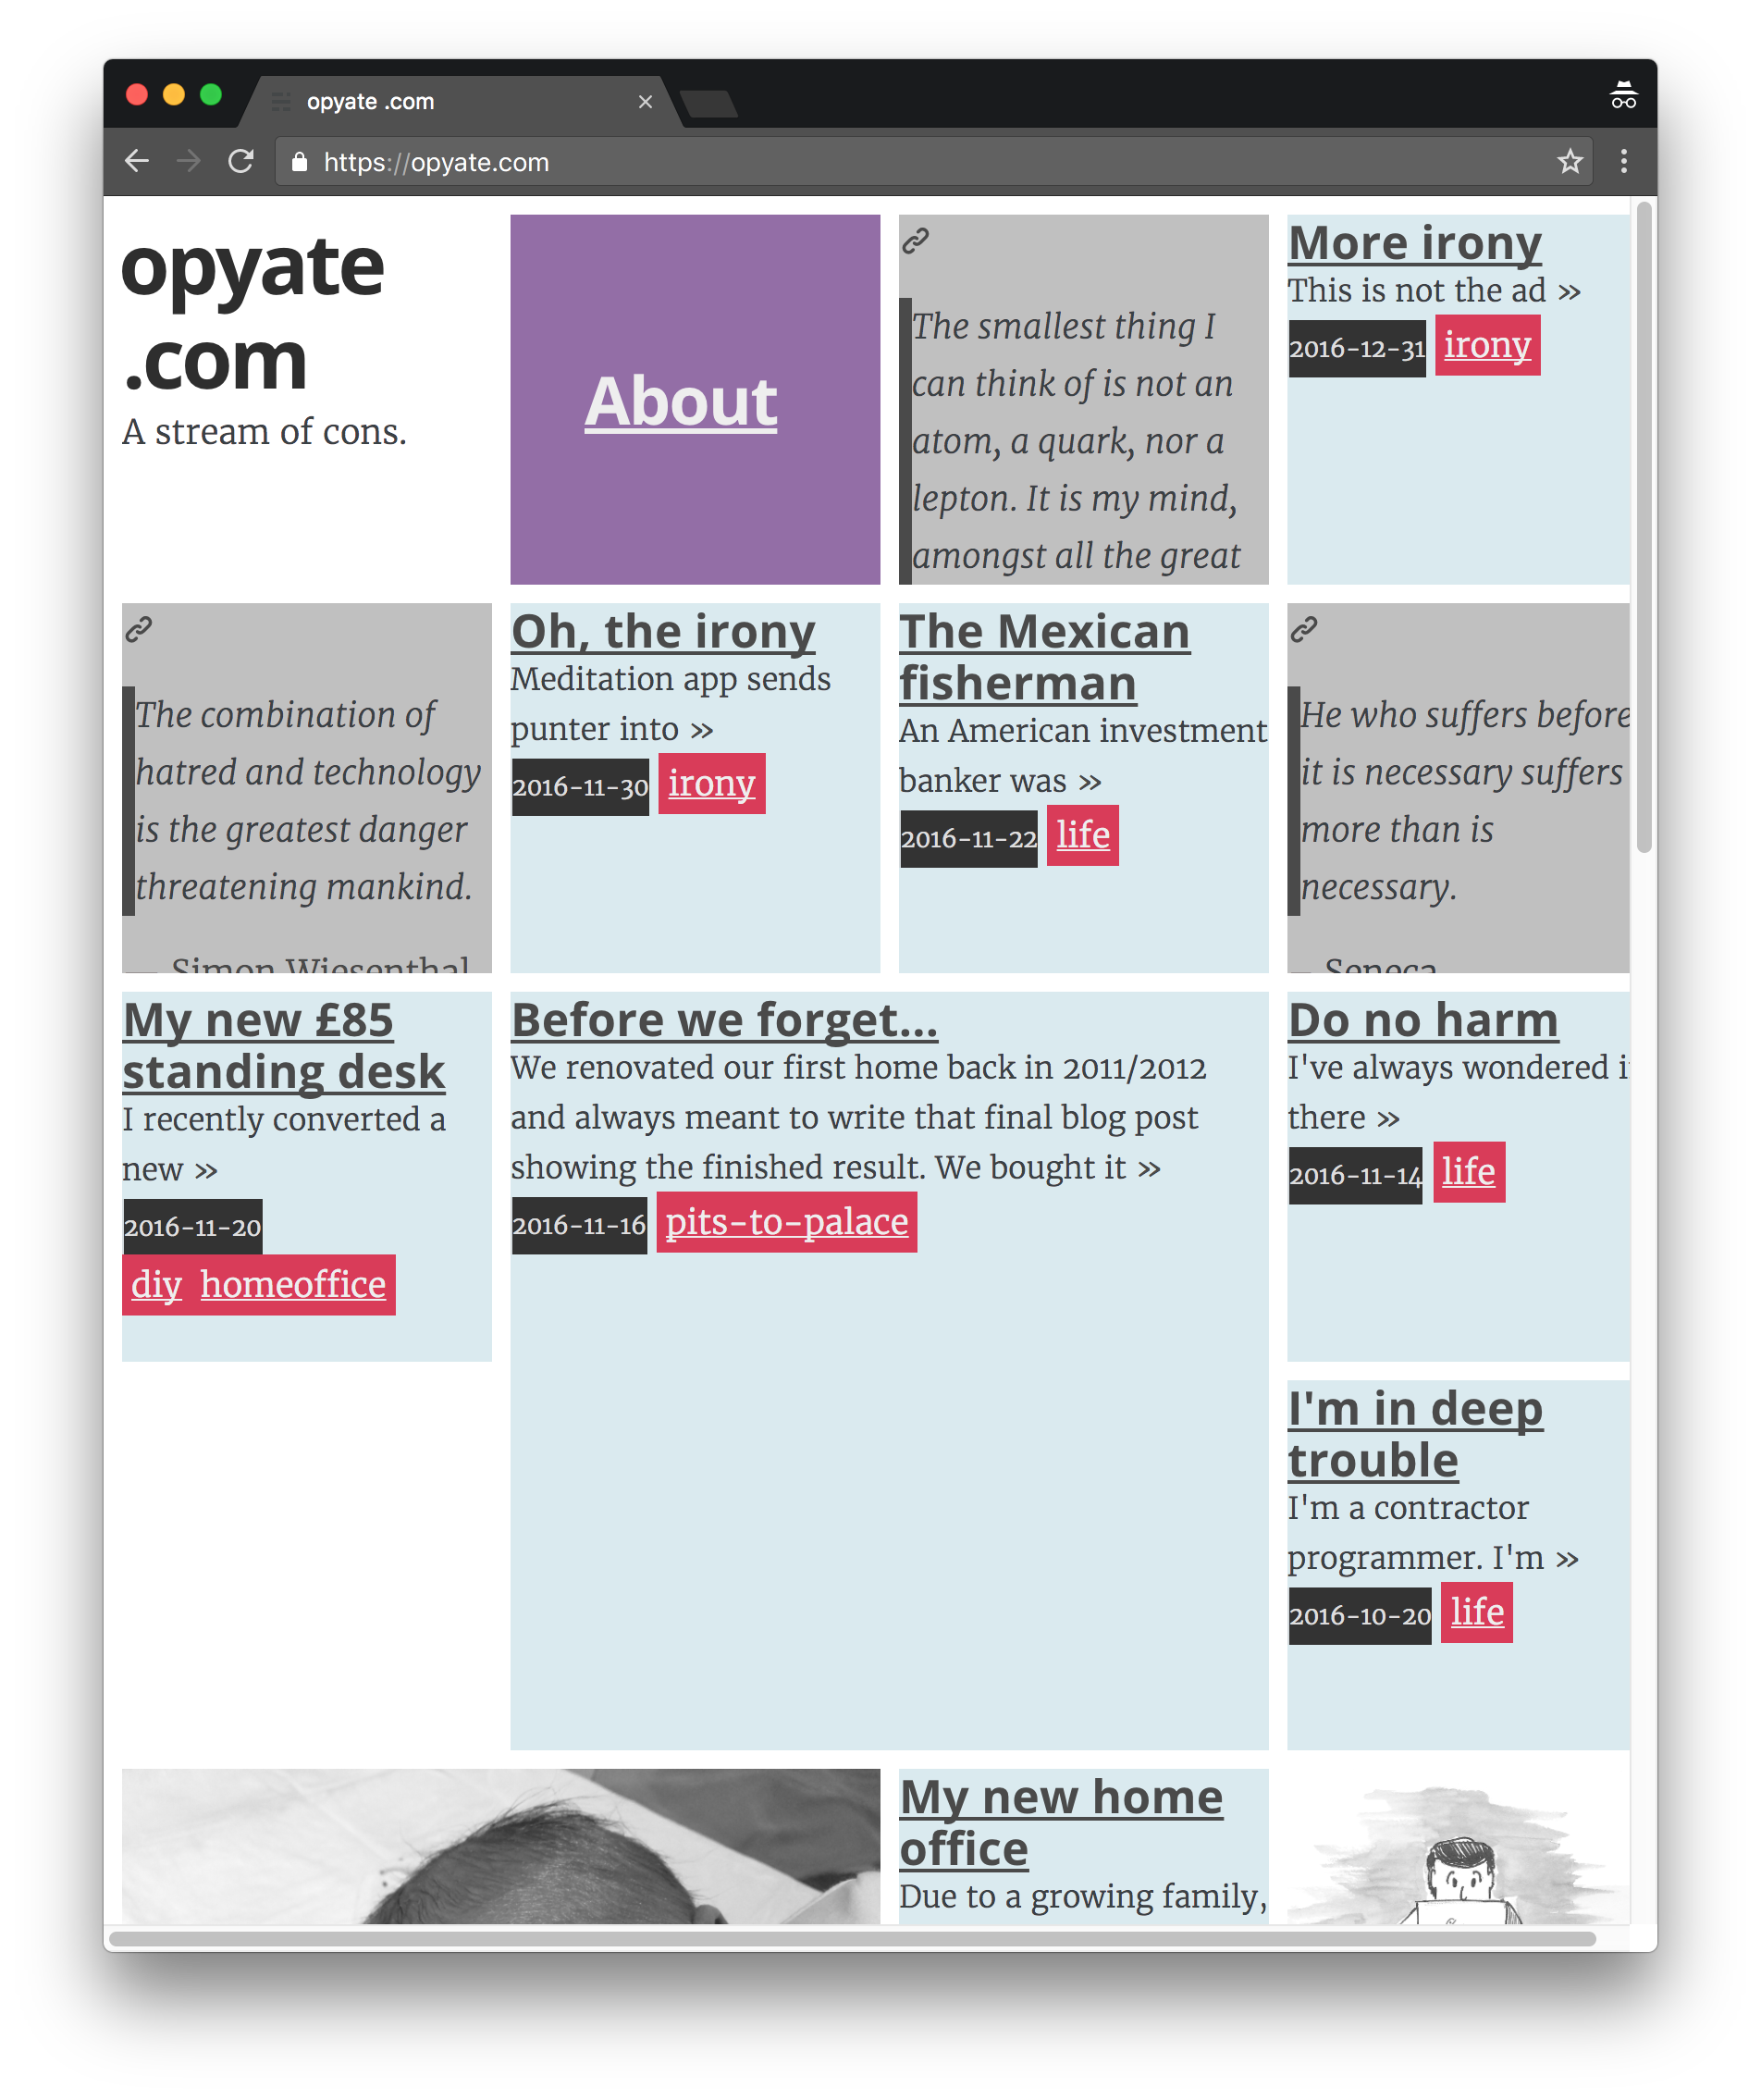 opyate .com
https://opyate.com
opyate
.com
A stream of cons.
About
The smallest thing I
can think of is not an
atom, a quark, nor a
lepton. It is my mind,
amongst all the great
More irony
This is not the ad »
2016-12-31 irony
The combination of
hatred and technology
is the greatest danger
threatening mankind.
— Simon Wiesenthal
Oh, the irony
Meditation app sends
punter into »
2016-11-30 irony
The Mexican
fisherman
An American investment
banker was »
2016-11-22 life
He who suffers before
it is necessary suffers
more than is
necessary.
— Seneca
My new £85
standing desk
I recently converted a
new »
2016-11-20
diy homeoffice
Before we forget...
We renovated our first home back in 2011/2012
and always meant to write that final blog post
showing the finished result. We bought it »
2016-11-16 pits-to-palace
Do no harm
I've always wondered
there »
2016-11-14 life
I'm in deep
trouble
I'm a contractor
programmer. I'm »
2016-10-20 life
My new home
office
Due to a growing family,